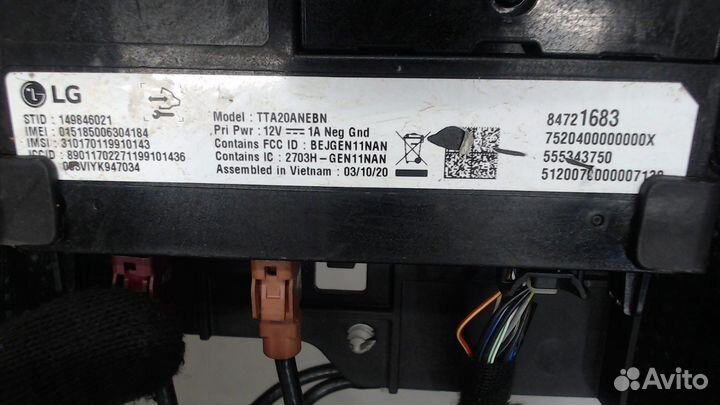 LG
STID : 149846021
IMEI : 015185006304184
IMSI : 310170119910143
ICCID : 89011702271199101436
003VIYK947034
Model : TTA20ANEBN
Pri Pwr : 12V 1A Neg Gnd
Contains FCC ID : BEJGEN11NAN
Contains IC : 2703H-GEN11NAN
Assembled in Vietnam : 03/10/20
84721683
7520400000000X
555343750
Avito